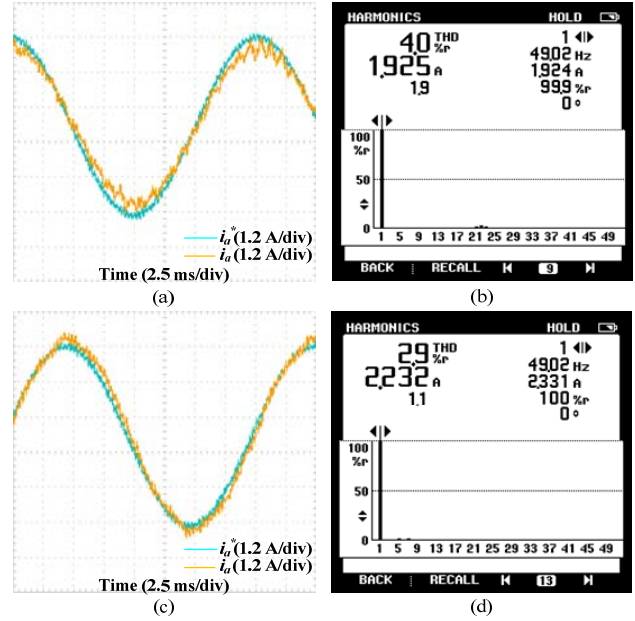 i_a* (1.2 A/div)
i_a (1.2 A/div)
Time (2.5 ms/div)
(a)
HARMONICS HOLD
4.0 THD %r 1
1.925 A 49.02 Hz
1.9 1.924 A
99.9 %r
0 °
100
%r
50
0
1 5 9 13 17 21 25 29 33 37 41 45 49
BACK RECALL 9
(b)
i_a* (1.2 A/div)
i_a (1.2 A/div)
Time (2.5 ms/div)
(c)
HARMONICS HOLD
2.9 THD %r 1
2.232 A 49.02 Hz
1.1 2.331 A
100 %r
0 °
100
%r
50
0
1 5 9 13 17 21 25 29 33 37 41 45 49
BACK RECALL 13
(d)